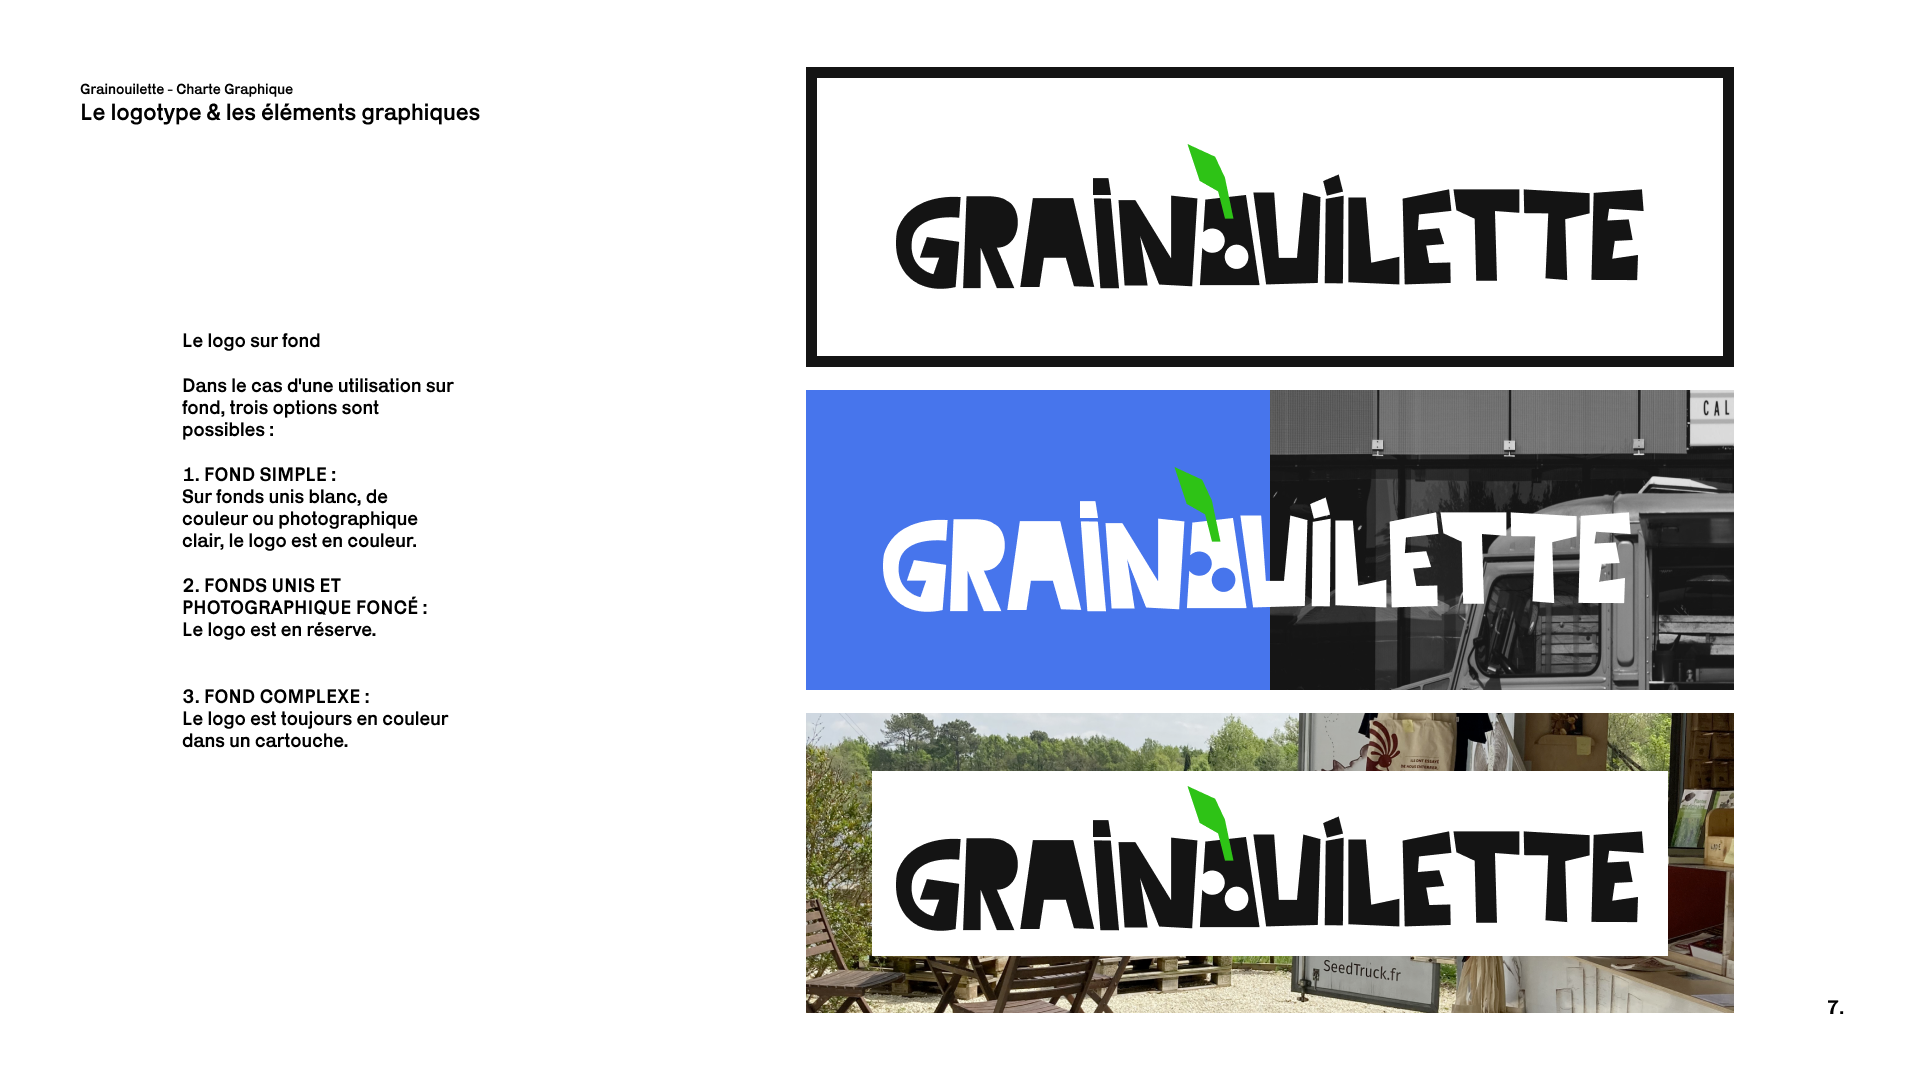 Grainouilette - Charte Graphique
Le logotype & les éléments graphiques
Le logo sur fond
Dans le cas d'une utilisation sur
fond, trois options sont
possibles :
1. FOND SIMPLE :
Sur fonds unis blanc, de
couleur ou photographique
clair, le logo est en couleur.
2. FONDS UNIS ET
PHOTOGRAPHIQUE FONCÉ :
Le logo est en réserve.
3. FOND COMPLEXE :
Le logo est toujours en couleur
dans un cartouche.
GRAINOUILETTE
CAL
GRAINOUILETTE
GRAINOUILETTE
SeedTruck.fr
7.